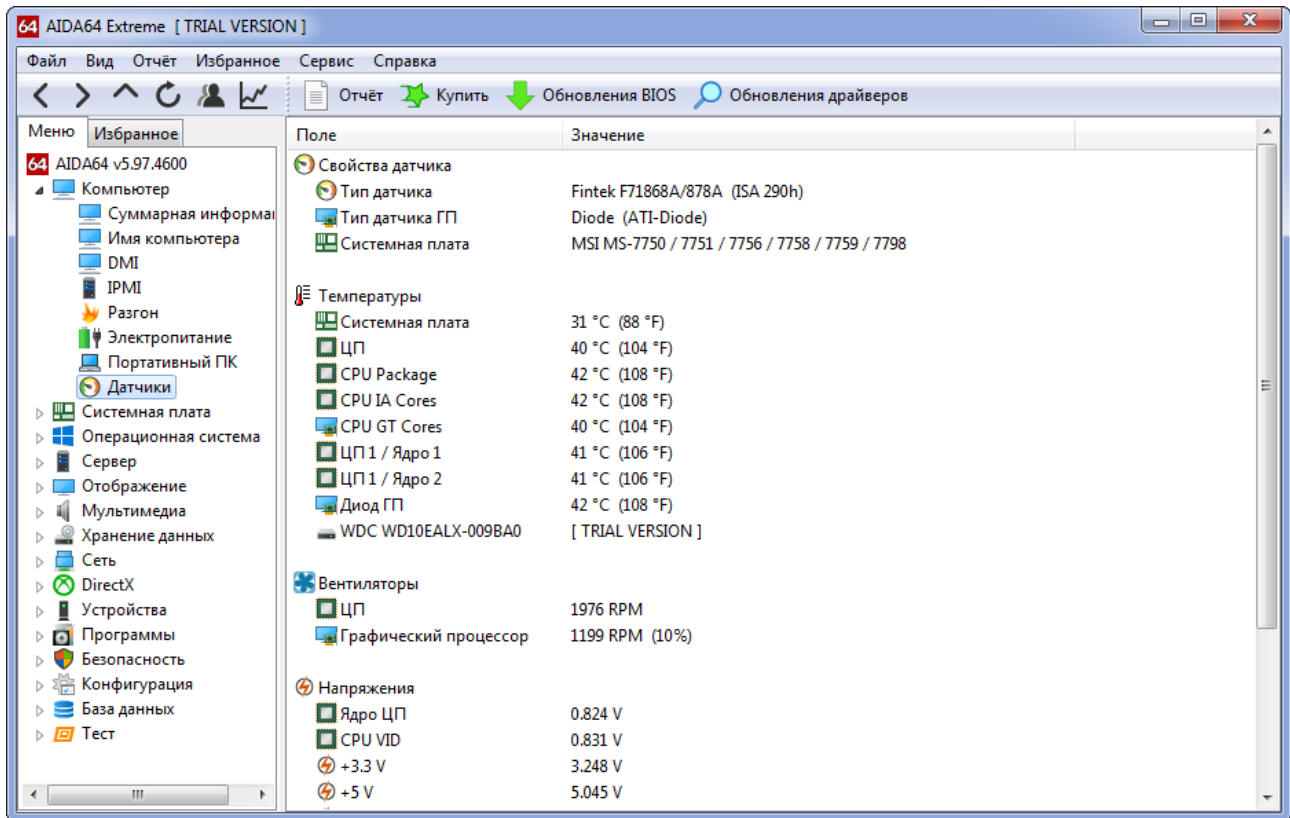 64 AIDA64 Extreme [ TRIAL VERSION ]
Файл Вид Отчёт Избранное Сервис Справка
Отчёт Купить Обновления BIOS Обновления драйверов
Меню Избранное
64 AIDA64 v5.97.4600
Компьютер
Суммарная информа
Имя компьютера
DMI
IPMI
Разгон
Электропитание
Портативный ПК
Датчики
Системная плата
Операционная система
Сервер
Отображение
Мультимедиа
Хранение данных
Сеть
DirectX
Устройства
Программы
Безопасность
Конфигурация
База данных
Тест
Поле Значение
Свойства датчика
Тип датчика Fintek F71868A/878A (ISA 290h)
Тип датчика ГП Diode (ATI-Diode)
Системная плата MSI MS-7750 / 7751 / 7756 / 7758 / 7759 / 7798
Температуры
Системная плата 31 °C (88 °F)
ЦП 40 °C (104 °F)
CPU Package 42 °C (108 °F)
CPU IA Cores 42 °C (108 °F)
CPU GT Cores 40 °C (104 °F)
ЦП 1 / Ядро 1 41 °C (106 °F)
ЦП 1 / Ядро 2 41 °C (106 °F)
Диод ГП 42 °C (108 °F)
WDC WD10EALX-009BA0 [ TRIAL VERSION ]
Вентиляторы
ЦП 1976 RPM
Графический процессор 1199 RPM (10%)
Напряжения
Ядро ЦП 0.824 V
CPU VID 0.831 V
+3.3 V 3.248 V
+5 V 5.045 V